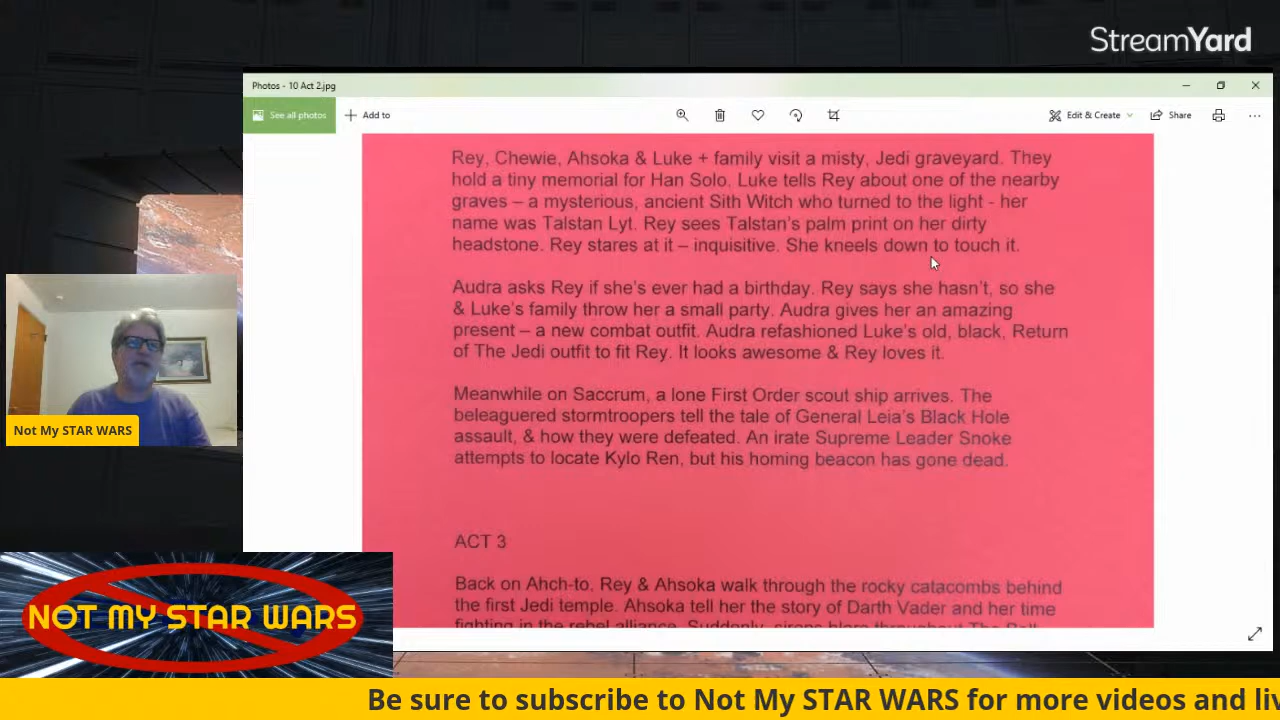 StreamYard
Photos - 10 Act 2.jpg
See all photos
Add to
Edit & Create
Share
Rey, Chewie, Ahsoka & Luke + family visit a misty, Jedi graveyard. They
hold a tiny memorial for Han Solo. Luke tells Rey about one of the nearby
graves – a mysterious, ancient Sith Witch who turned to the light - her
name was Talstan Lyt. Rey sees Talstan's palm print on her dirty
headstone. Rey stares at it – inquisitive. She kneels down to touch it.
Audra asks Rey if she's ever had a birthday. Rey says she hasn't, so she
& Luke's family throw her a small party. Audra gives her an amazing
present – a new combat outfit. Audra refashioned Luke's old, black, Return
of The Jedi outfit to fit Rey. It looks awesome & Rey loves it.
Meanwhile on Saccrum, a lone First Order scout ship arrives. The
beleaguered stormtroopers tell the tale of General Leia's Black Hole
assault, & how they were defeated. An irate Supreme Leader Snoke
attempts to locate Kylo Ren, but his homing beacon has gone dead.
ACT 3
Back on Ahch-to, Rey & Ahsoka walk through the rocky catacombs behind
the first Jedi temple. Ahsoka tell her the story of Darth Vader and her time
fighting in the rebel alliance. Suddenly, sirens blare throughout The
Not My STAR WARS
NOT MY STAR WARS
Be sure to subscribe to Not My STAR WARS for more videos and liv